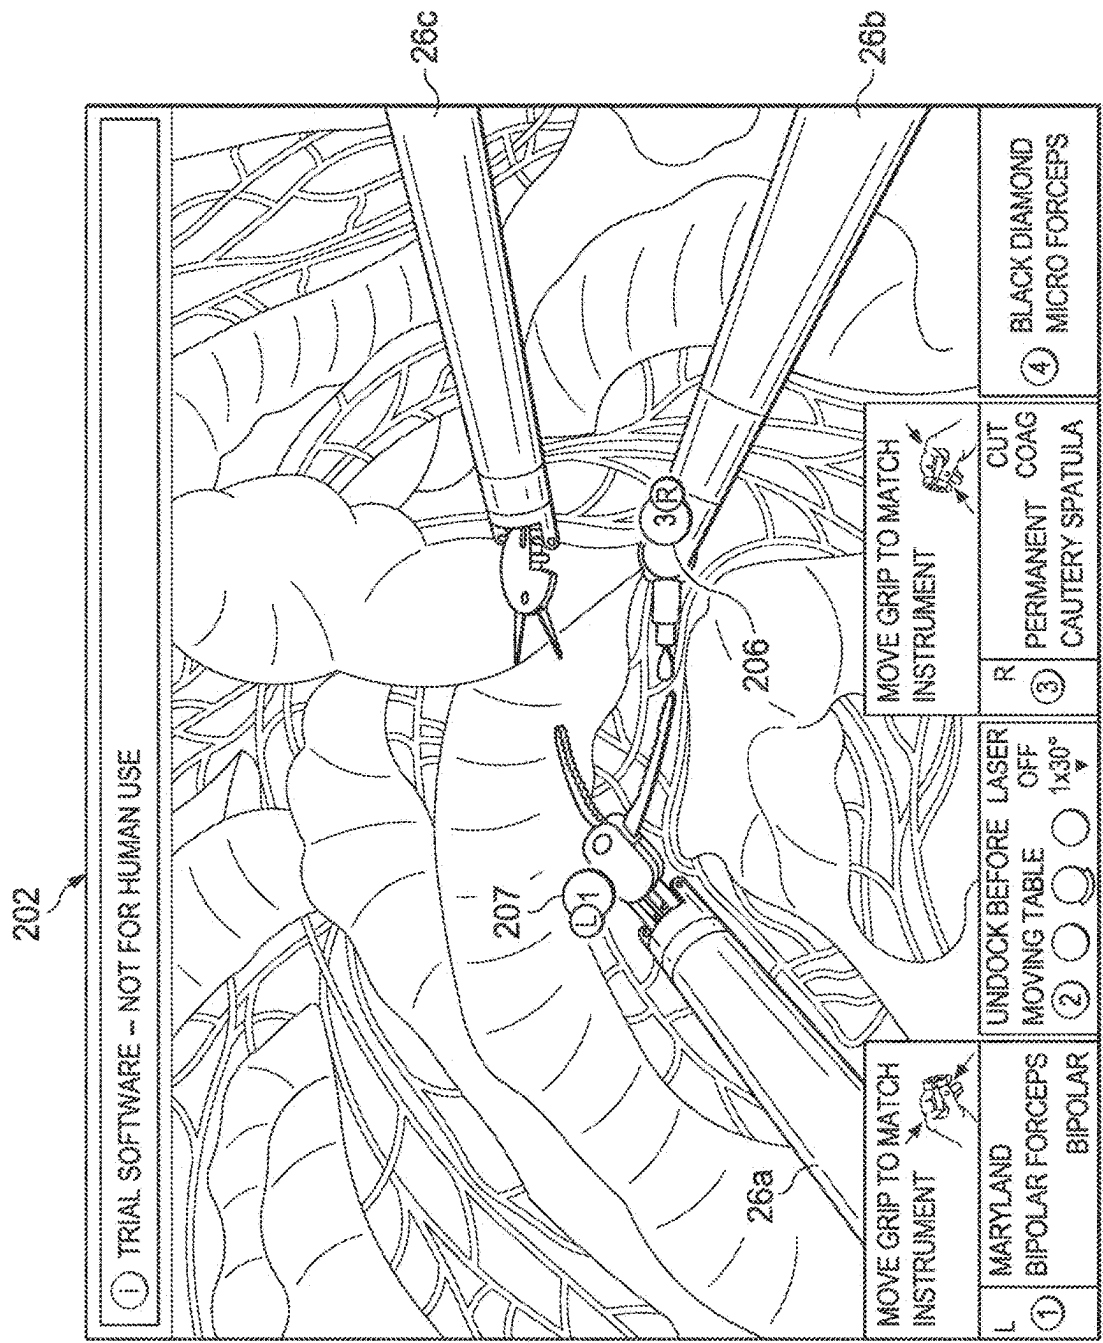 202
ⓘ TRIAL SOFTWARE – NOT FOR HUMAN USE
26c
207
L 1
3 R
206
26a
26b
MOVE GRIP TO MATCH
INSTRUMENT
MOVE GRIP TO MATCH
INSTRUMENT
L
①
MARYLAND
BIPOLAR FORCEPS
BIPOLAR
UNDOCK BEFORE
MOVING TABLE
②
LASER
OFF
1x30°
R
③
PERMANENT
CAUTERY SPATULA
CUT
COAG
④
BLACK DIAMOND
MICRO FORCEPS